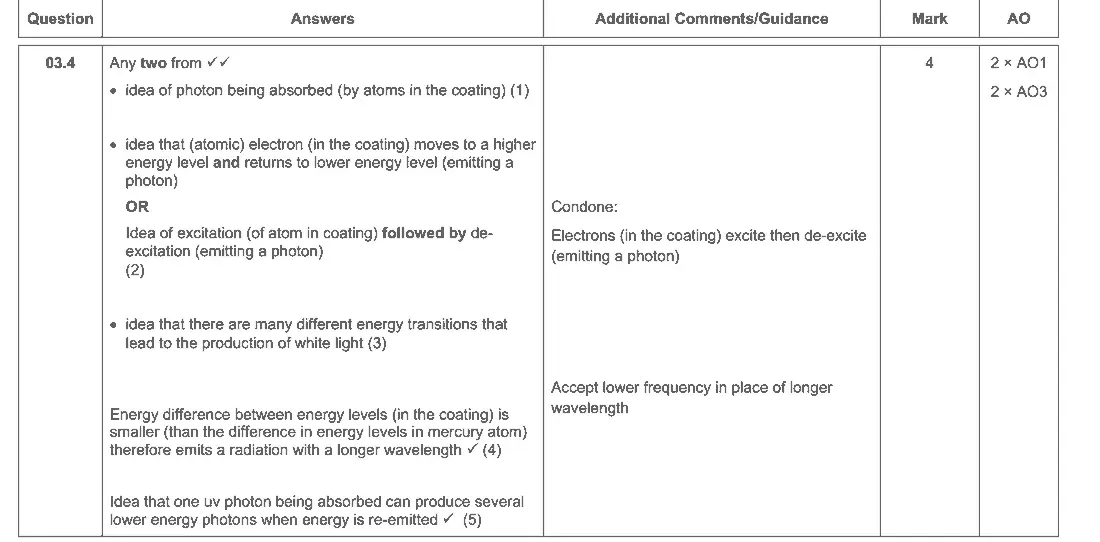 Question Answers Additional Comments/Guidance Mark AO
03.4 Any two from ✓✓ 4 2 × AO1
• idea of photon being absorbed (by atoms in the coating) (1) 2 × AO3
• idea that (atomic) electron (in the coating) moves to a higher
energy level and returns to lower energy level (emitting a
photon)
OR Condone:
Idea of excitation (of atom in coating) followed by de- Electrons (in the coating) excite then de-excite
excitation (emitting a photon) (emitting a photon)
(2)
• idea that there are many different energy transitions that
lead to the production of white light (3)
Accept lower frequency in place of longer
wavelength
Energy difference between energy levels (in the coating) is
smaller (than the difference in energy levels in mercury atom)
therefore emits a radiation with a longer wavelength ✓ (4)
Idea that one uv photon being absorbed can produce several
lower energy photons when energy is re-emitted ✓ (5)